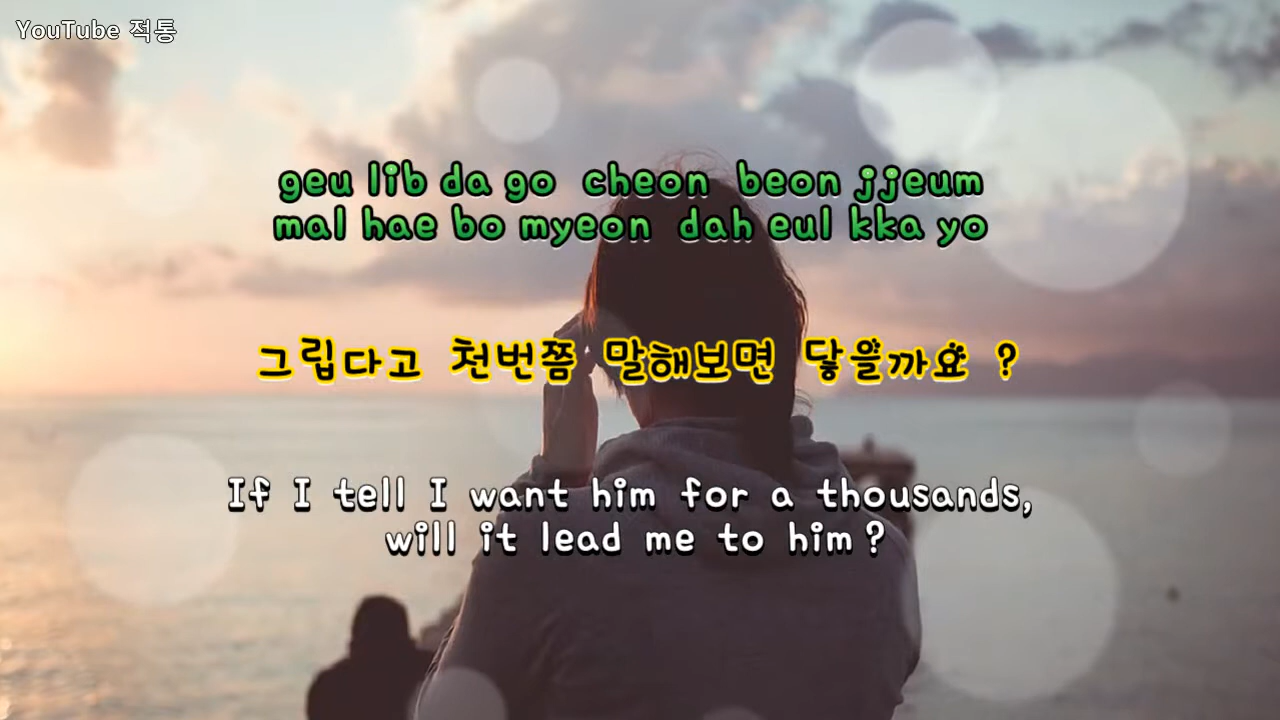 YouTube 적통
geu lib da go cheon beon jjeum
mal hae bo myeon dah eul kka yo
그립다고 천번쯤 말해보면 닿을까요 ?
If I tell I want him for a thousands,
will it lead me to him ?